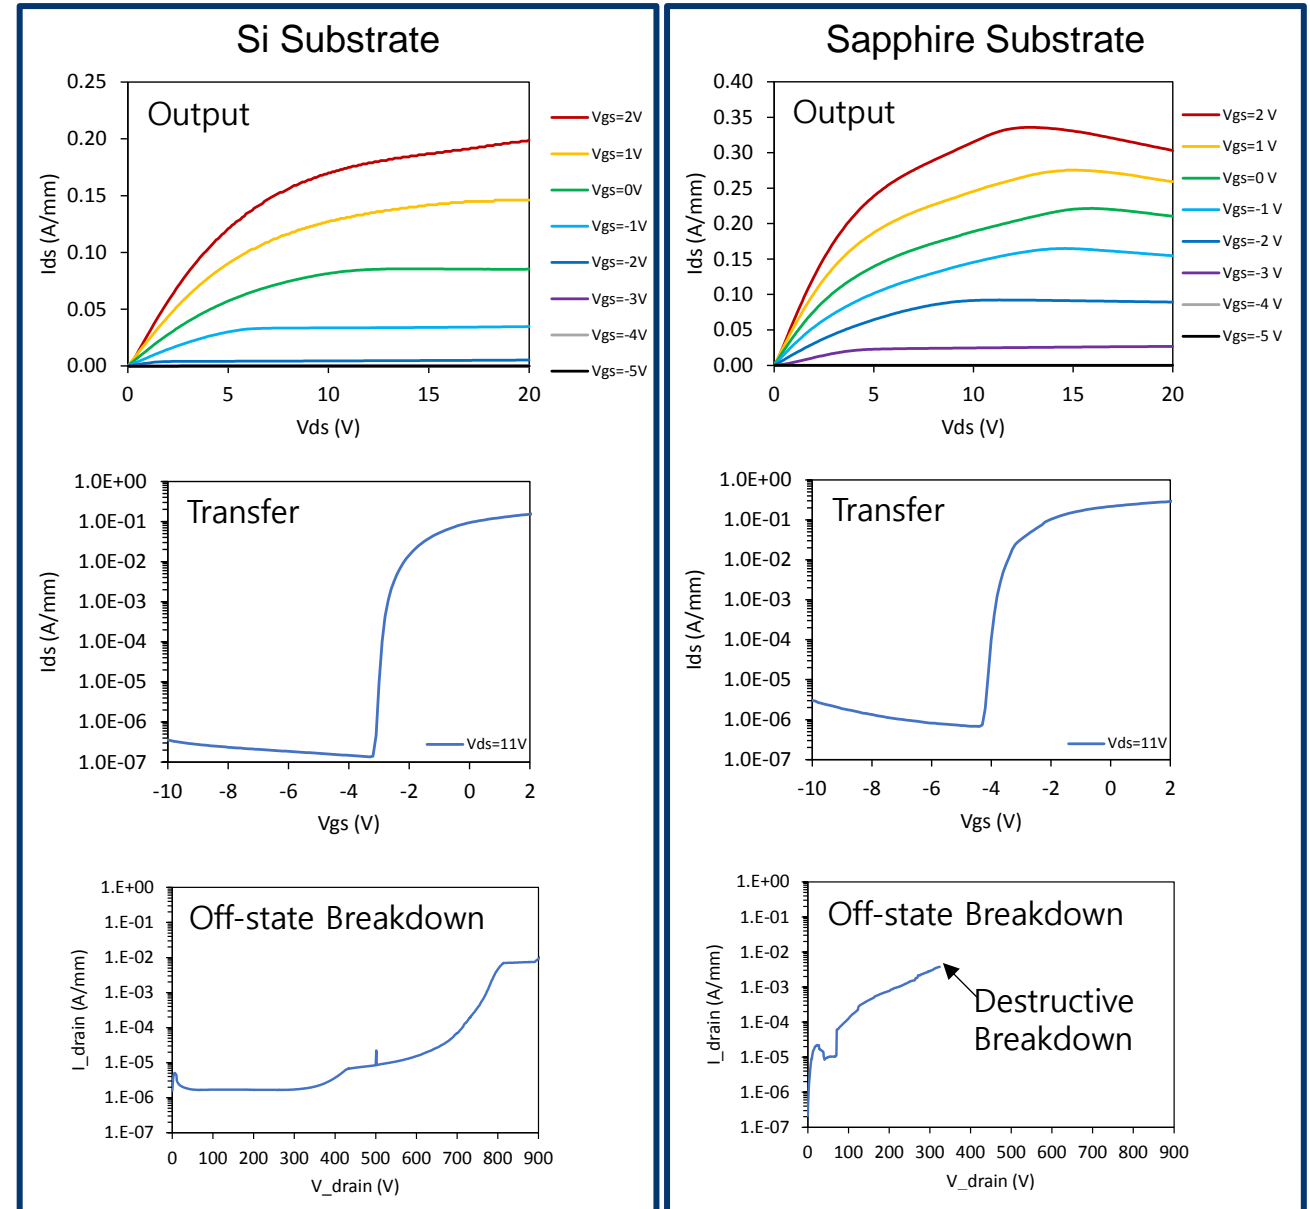 Si Substrate
Output
Ids (A/mm)
0.25
0.20
0.15
0.10
0.05
0.00
0 5 10 15 20
Vds (V)
Vgs=2V
Vgs=1V
Vgs=0V
Vgs=-1V
Vgs=-2V
Vgs=-3V
Vgs=-4V
Vgs=-5V
Transfer
Ids (A/mm)
1.0E+00
1.0E-01
1.0E-02
1.0E-03
1.0E-04
1.0E-05
1.0E-06
1.0E-07
Vds=11V
-10 -8 -6 -4 -2 0 2
Vgs (V)
Off-state Breakdown
I_drain (A/mm)
1.E+00
1.E-01
1.E-02
1.E-03
1.E-04
1.E-05
1.E-06
1.E-07
0 100 200 300 400 500 600 700 800 900
V_drain (V)
Sapphire Substrate
Output
Ids (A/mm)
0.40
0.35
0.30
0.25
0.20
0.15
0.10
0.05
0.00
0 5 10 15 20
Vds (V)
Vgs=2 V
Vgs=1 V
Vgs=0 V
Vgs=-1 V
Vgs=-2 V
Vgs=-3 V
Vgs=-4 V
Vgs=-5 V
Transfer
Ids (A/mm)
1.0E+00
1.0E-01
1.0E-02
1.0E-03
1.0E-04
1.0E-05
1.0E-06
1.0E-07
Vds=11V
-10 -8 -6 -4 -2 0 2
Vgs (V)
Off-state Breakdown
I_drain (A/mm)
1.E+00
1.E-01
1.E-02
1.E-03
1.E-04
1.E-05
1.E-06
1.E-07
Destructive
Breakdown
0 100 200 300 400 500 600 700 800 900
V_drain (V)